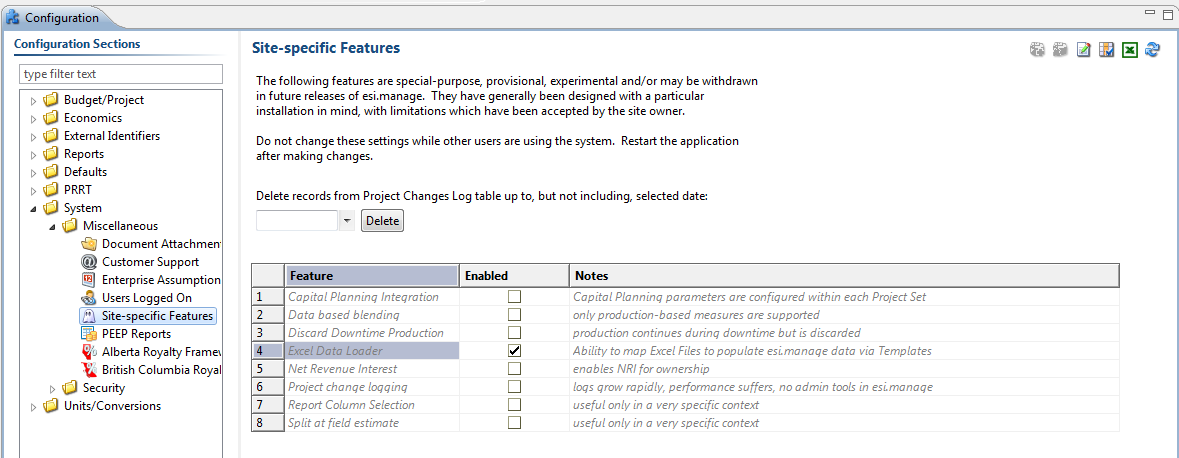 Configuration
Configuration Sections
type filter text
Budget/Project
Economics
External Identifiers
Reports
Defaults
PRRT
System
Miscellaneous
Document Attachmen
Customer Support
Enterprise Assumption
Users Logged On
Site-specific Features
PEEP Reports
Alberta Royalty Framew
British Columbia Royal
Security
Units/Conversions
Site-specific Features
The following features are special-purpose, provisional, experimental and/or may be withdrawn
in future releases of esi.manage. They have generally been designed with a particular
installation in mind, with limitations which have been accepted by the site owner.
Do not change these settings while other users are using the system. Restart the application
after making changes.
Delete records from Project Changes Log table up to, but not including, selected date:
Delete
Feature Enabled Notes
1 Capital Planning Integration Capital Planning parameters are configured within each Project Set
2 Data based blending only production-based measures are supported
3 Discard Downtime Production production continues during downtime but is discarded
4 Excel Data Loader Ability to map Excel Files to populate esi.manage data via Templates
5 Net Revenue Interest enables NRI for ownership
6 Project change logging logs grow rapidly, performance suffers, no admin tools in esi.manage
7 Report Column Selection useful only in a very specific context
8 Split at field estimate useful only in a very specific context